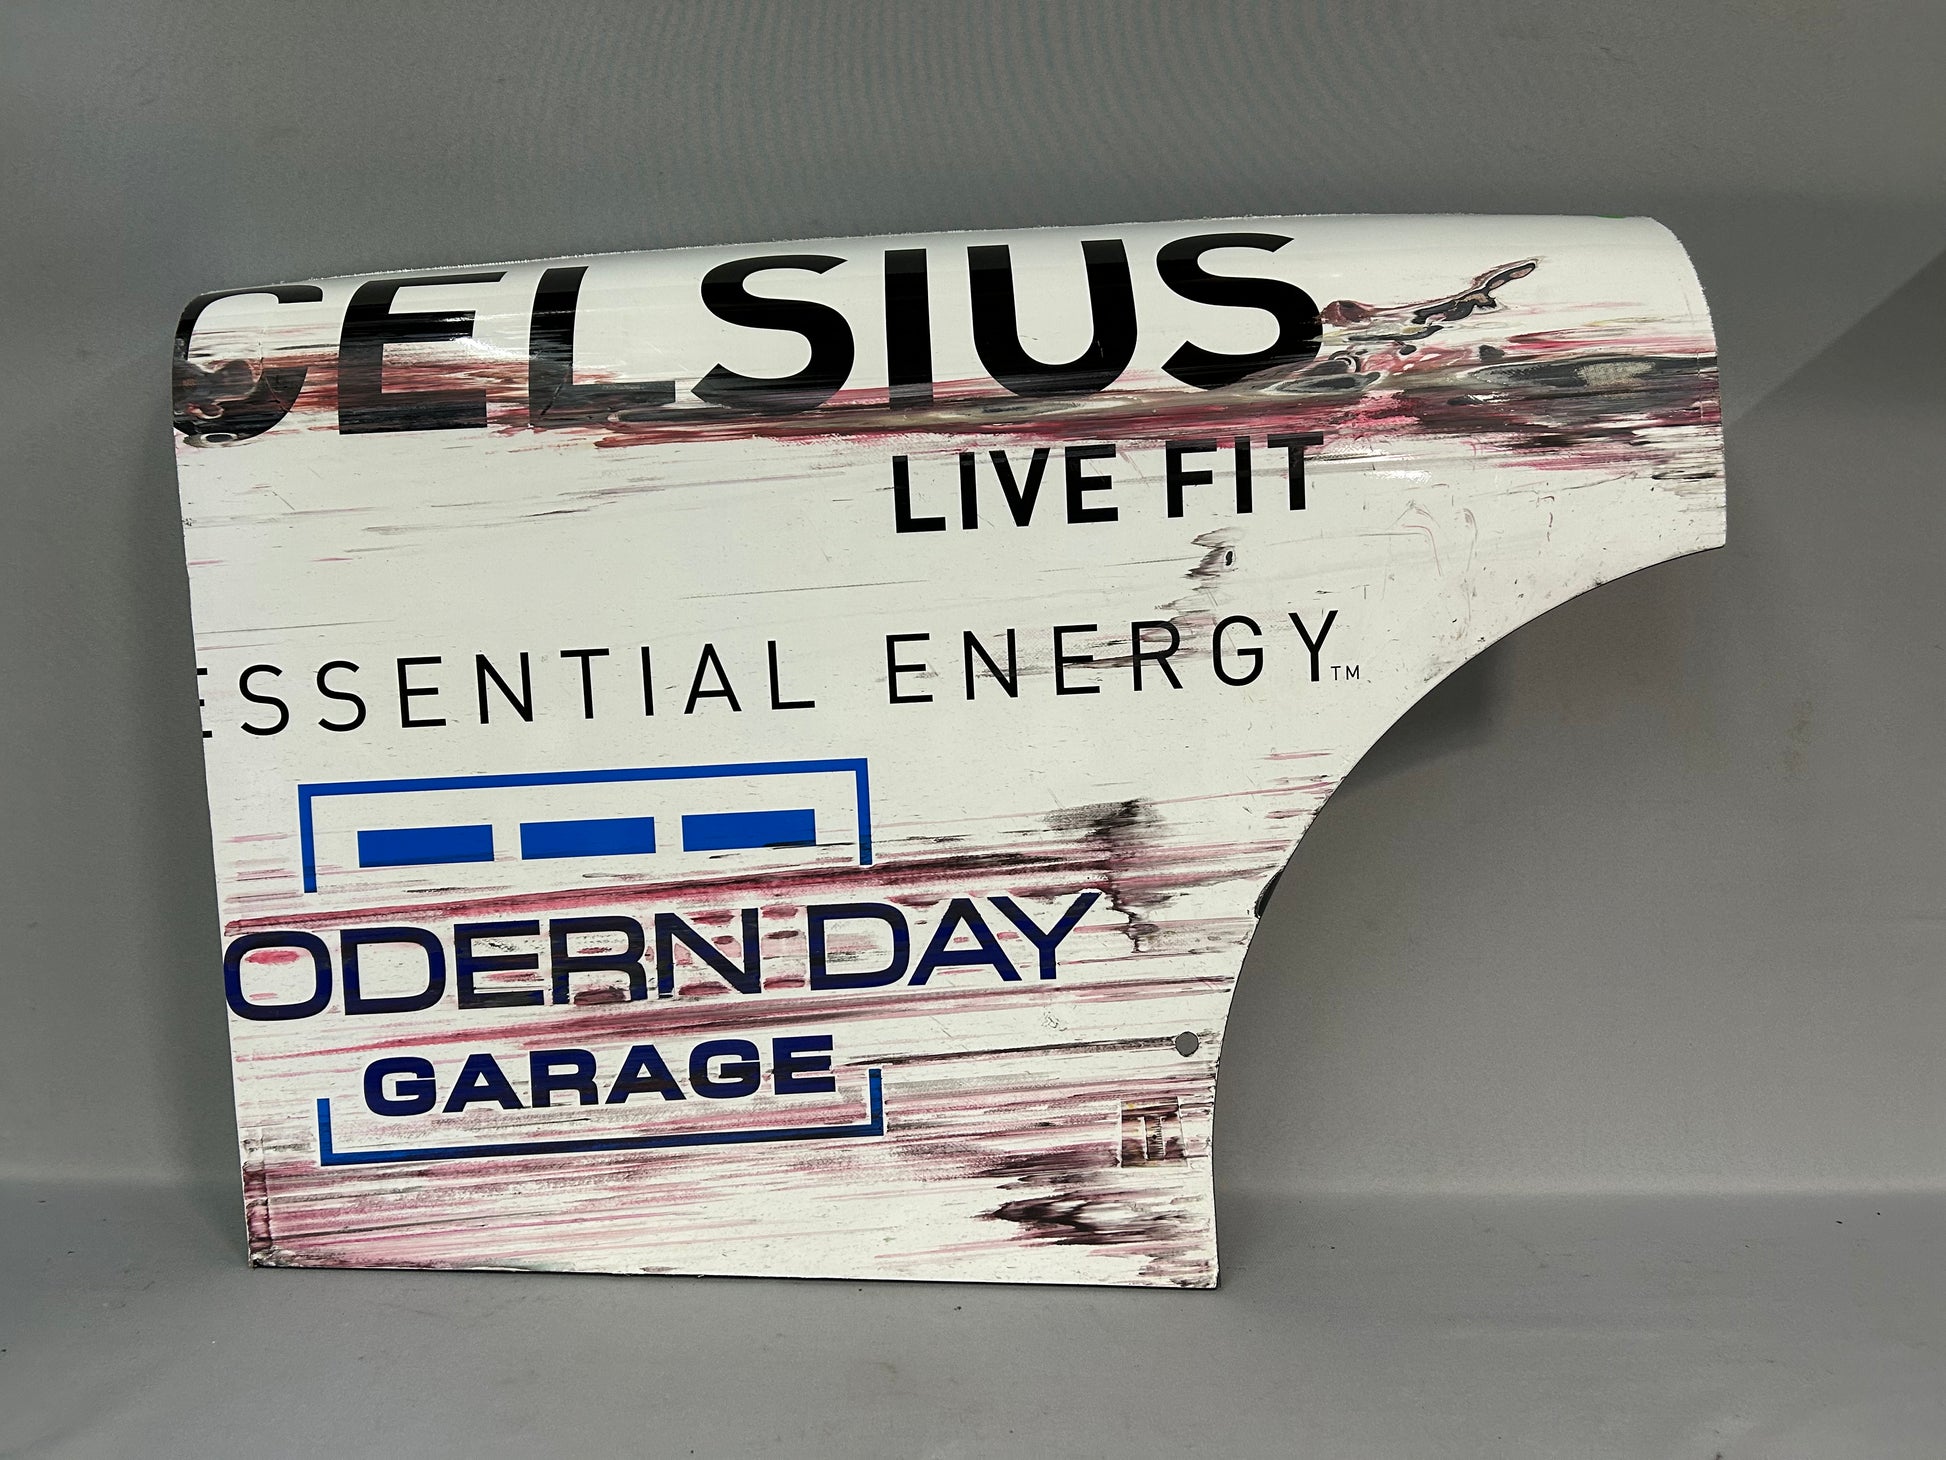 CELSIUS
LIVE FIT
ESSENTIAL ENERGY™
ODERN DAY
GARAGE